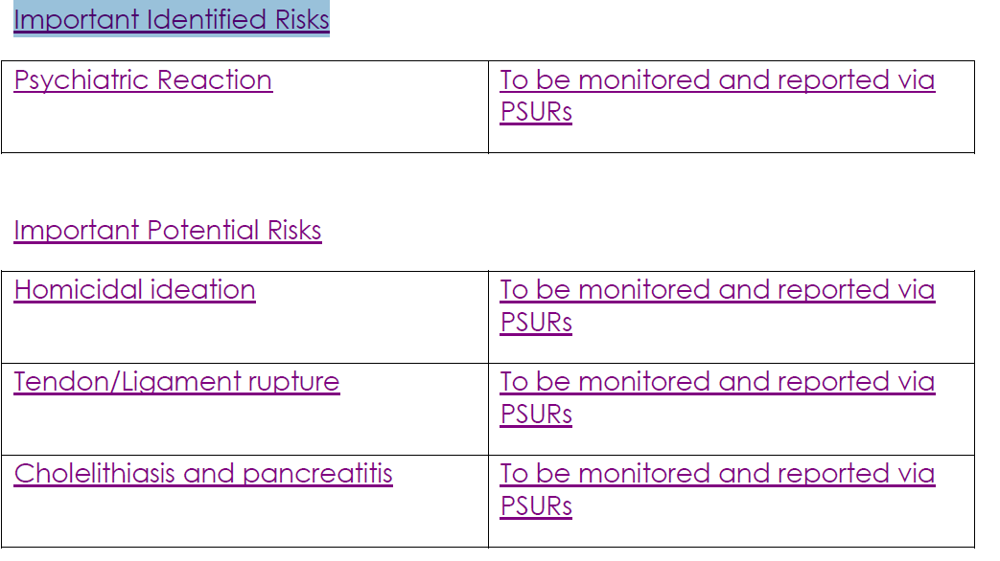 Important Identified Risks
Psychiatric Reaction
To be monitored and reported via
PSURs
Important Potential Risks
Homicidal ideation
To be monitored and reported via
PSURs
Tendon/Ligament rupture
To be monitored and reported via
PSURs
Cholelithiasis and pancreatitis
To be monitored and reported via
PSURs